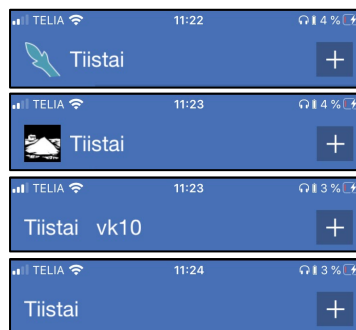 TELIA 11:22 4 %
Tiistai +
TELIA 11:23 4 %
Tiistai +
TELIA 11:23 3 %
Tiistai vk10 +
TELIA 11:24 3 %
Tiistai +